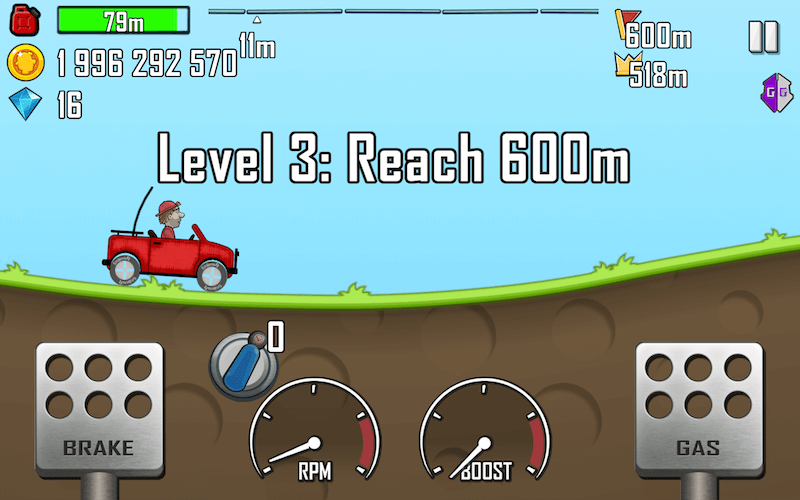 79m
11m
600m
1 996 292 570
518m
16
G G
Level 3: Reach 600m
0
BRAKE
RPM
BOOST
GAS